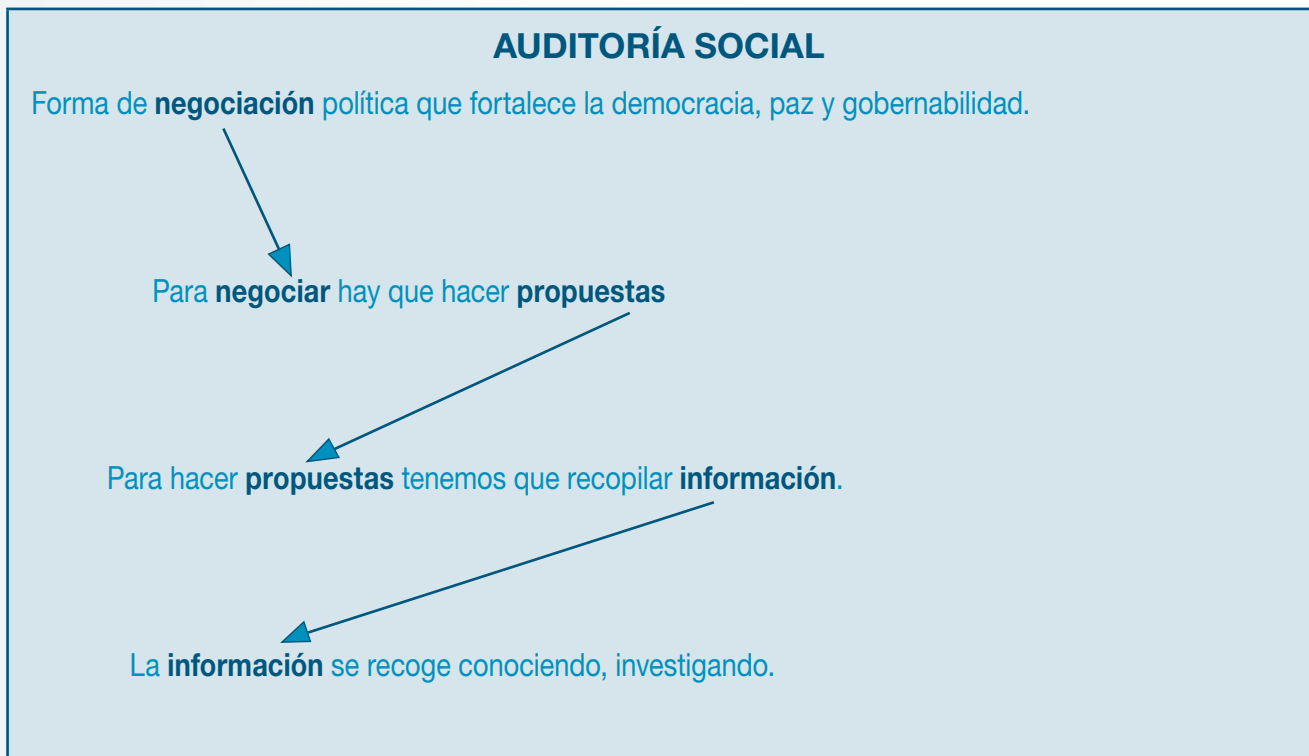 AUDITORÍA SOCIAL
Forma de negociación política que fortalece la democracia, paz y gobernabilidad.
Para negociar hay que hacer propuestas
Para hacer propuestas tenemos que recopilar información.
La información se recoge conociendo, investigando.